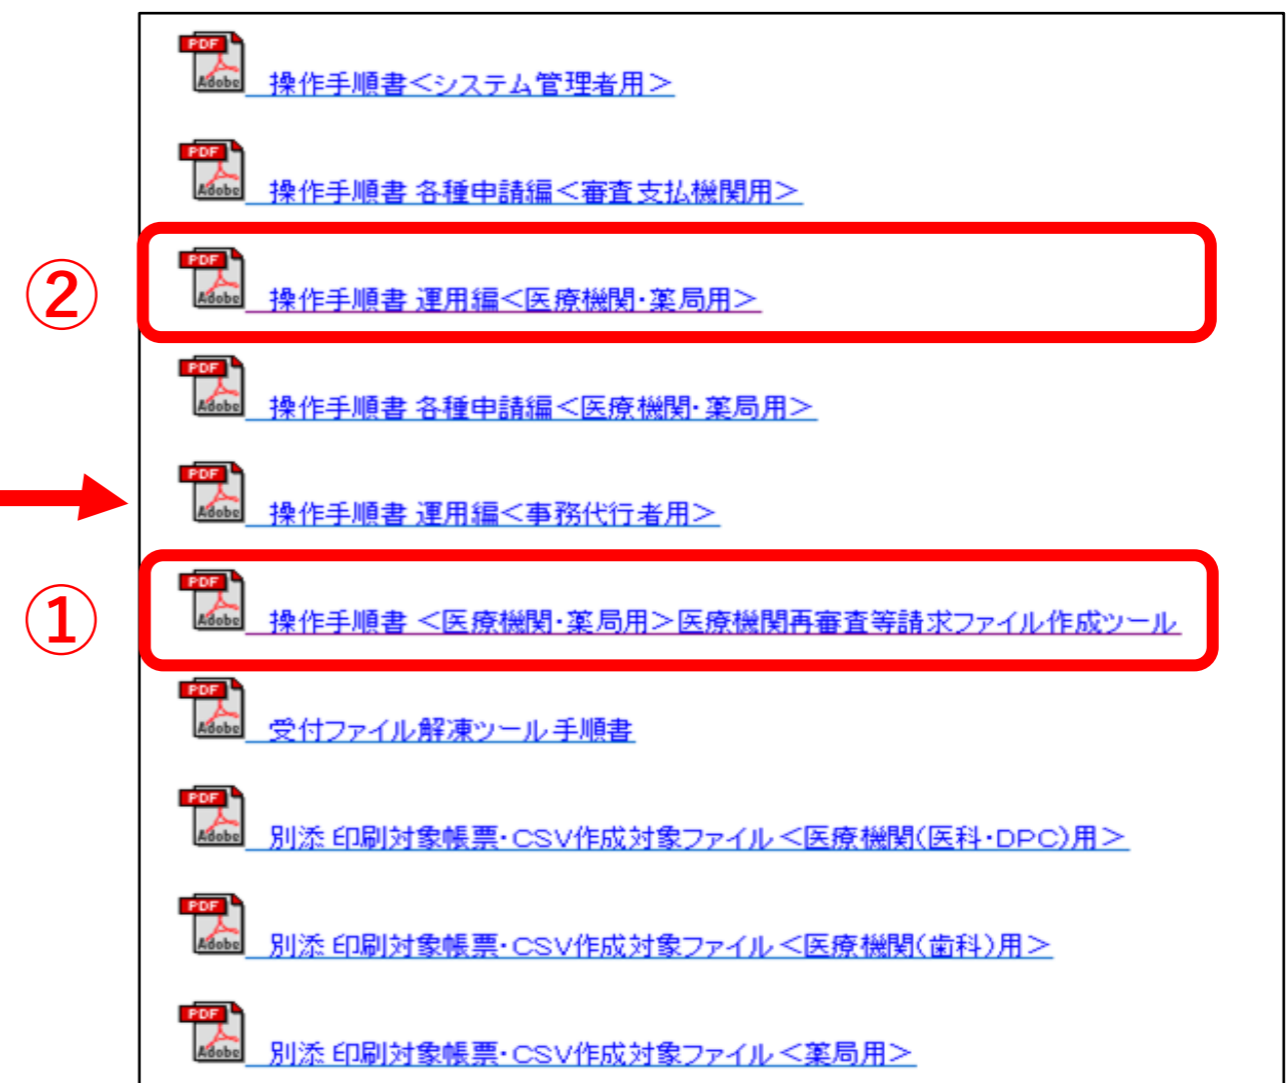 PDF
Adobe
操作手順書<システム管理者用>
PDF
Adobe
操作手順書 各種申請編<審査支払機関用>
②
PDF
Adobe
操作手順書 運用編<医療機関・薬局用>
PDF
Adobe
操作手順書 各種申請編<医療機関・薬局用>
PDF
Adobe
操作手順書 運用編<事務代行者用>
①
PDF
Adobe
操作手順書 <医療機関・薬局用>医療機関再審査等請求ファイル作成ツール
PDF
Adobe
受付ファイル解凍ツール手順書
PDF
Adobe
別添 印刷対象帳票・CSV作成対象ファイル<医療機関(医科・DPC)用>
PDF
Adobe
別添 印刷対象帳票・CSV作成対象ファイル<医療機関(歯科)用>
PDF
Adobe
別添 印刷対象帳票・CSV作成対象ファイル<薬局用>